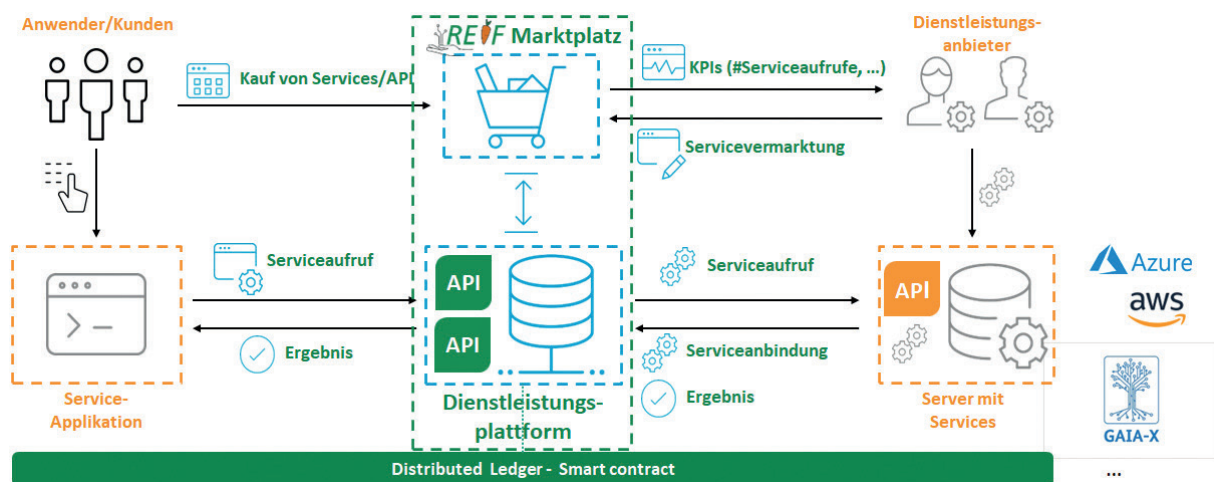 Anwender/Kunden
REIF Marktplatz
Dienstleistungs-
anbieter
Kauf von Services/API
KPIs (#Serviceaufrufe, ...)
Servicevermarktung
Serviceaufruf
API
API
Serviceaufruf
API
Azure
aws
Ergebnis
Serviceanbindung
Ergebnis
Service-
Applikation
Dienstleistungs-
plattform
Server mit
Services
GAIA-X
Distributed Ledger - Smart contract
...